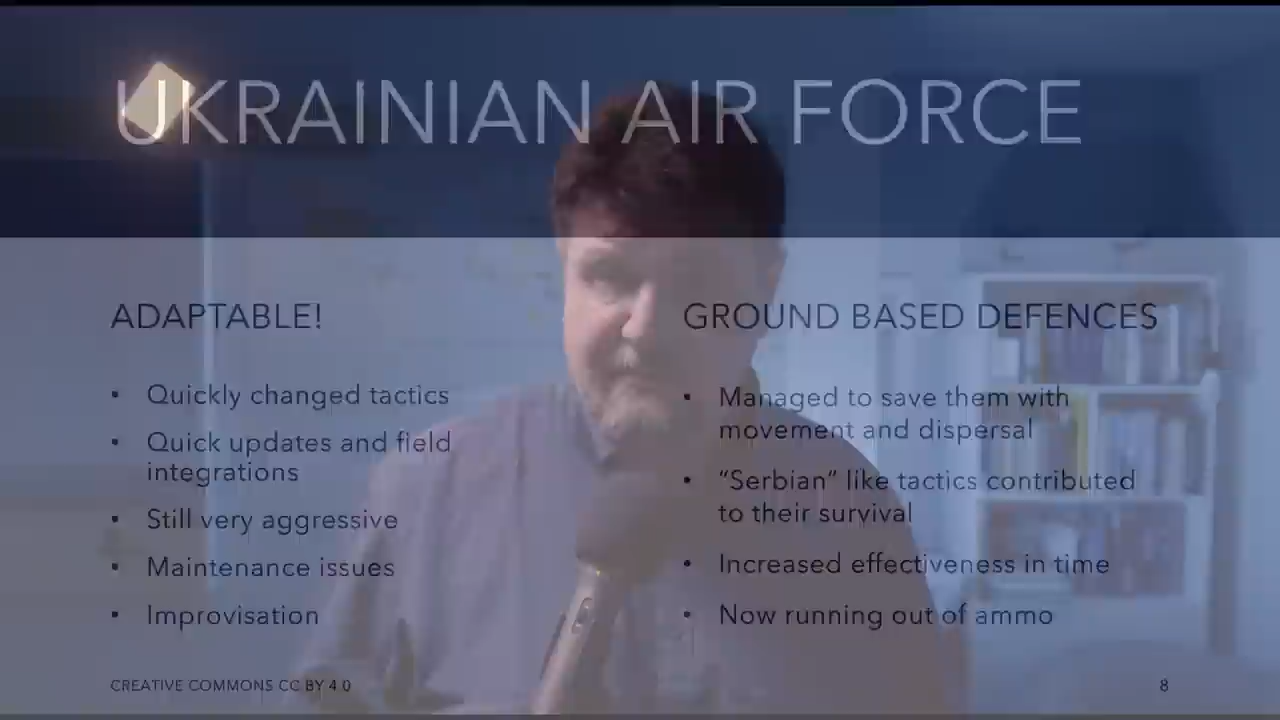 UKRAINIAN AIR FORCE
ADAPTABLE!
• Quickly changed tactics
• Quick updates and field
integrations
• Still very aggressive
• Maintenance issues
• Improvisation
GROUND BASED DEFENCES
• Managed to save them with
movement and dispersal
• “Serbian” like tactics contributed
to their survival
• Increased effectiveness in time
• Now running out of ammo
CREATIVE COMMONS CC BY 4 0
8